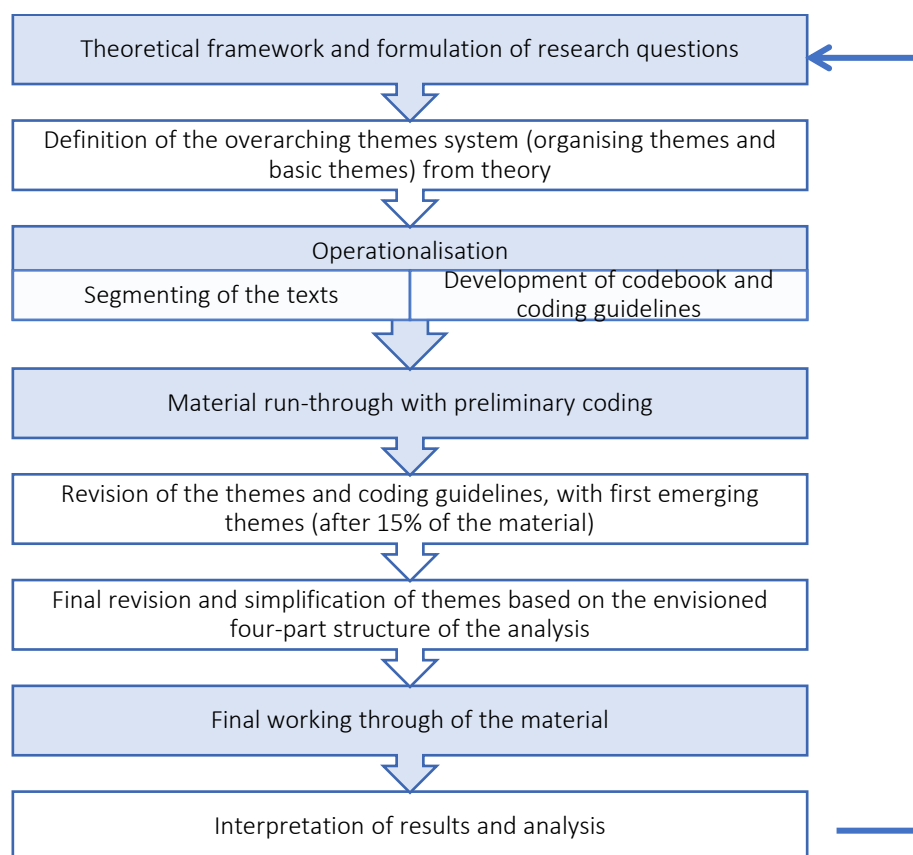 Theoretical framework and formulation of research questions
Definition of the overarching themes system (organising themes and
basic themes) from theory
Operationalisation
Segmenting of the texts
Development of codebook and
coding guidelines
Material run-through with preliminary coding
Revision of the themes and coding guidelines, with first emerging
themes (after 15% of the material)
Final revision and simplification of themes based on the envisioned
four-part structure of the analysis
Final working through of the material
Interpretation of results and analysis